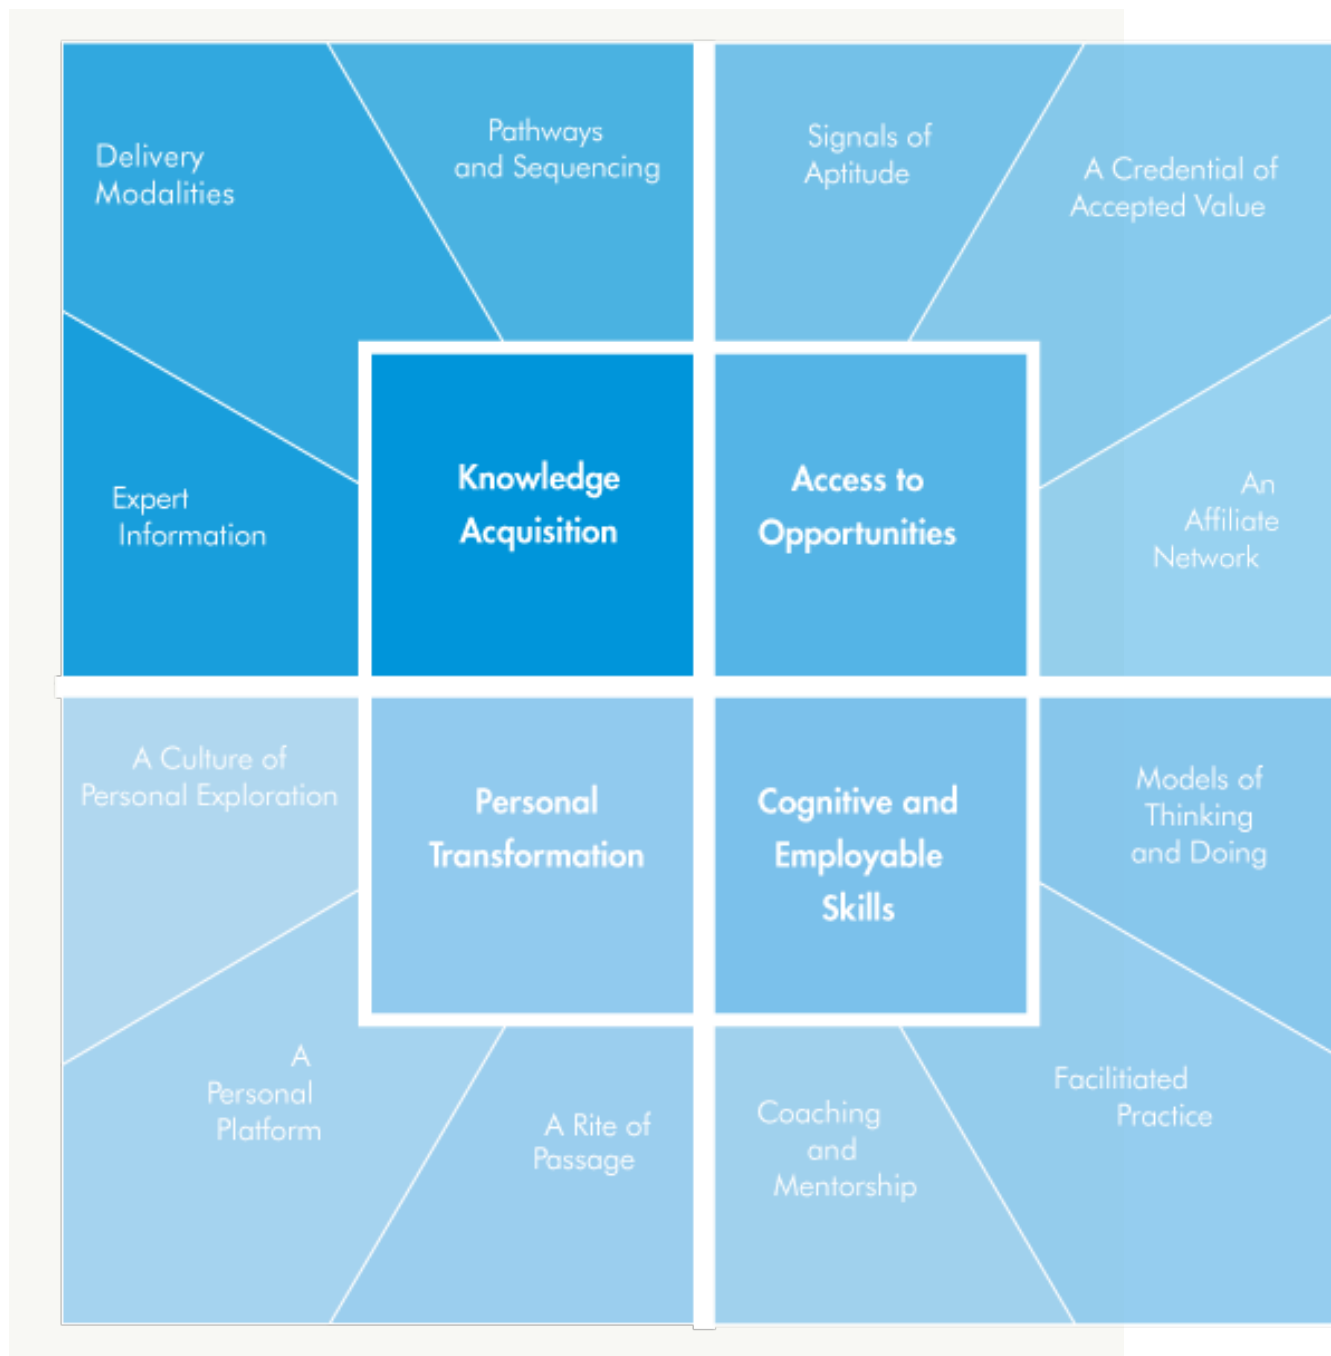 Delivery
Modalities
Pathways
and Sequencing
Signals of
Aptitude
A Credential of
Accepted Value
Expert
Information
Knowledge
Acquisition
Access to
Opportunities
An
Affiliate
Network
A Culture of
Personal Exploration
Personal
Transformation
Cognitive and
Employable
Skills
Models of
Thinking
and Doing
A
Personal
Platform
A Rite of
Passage
Coaching
and
Mentorship
Facilitiated
Practice